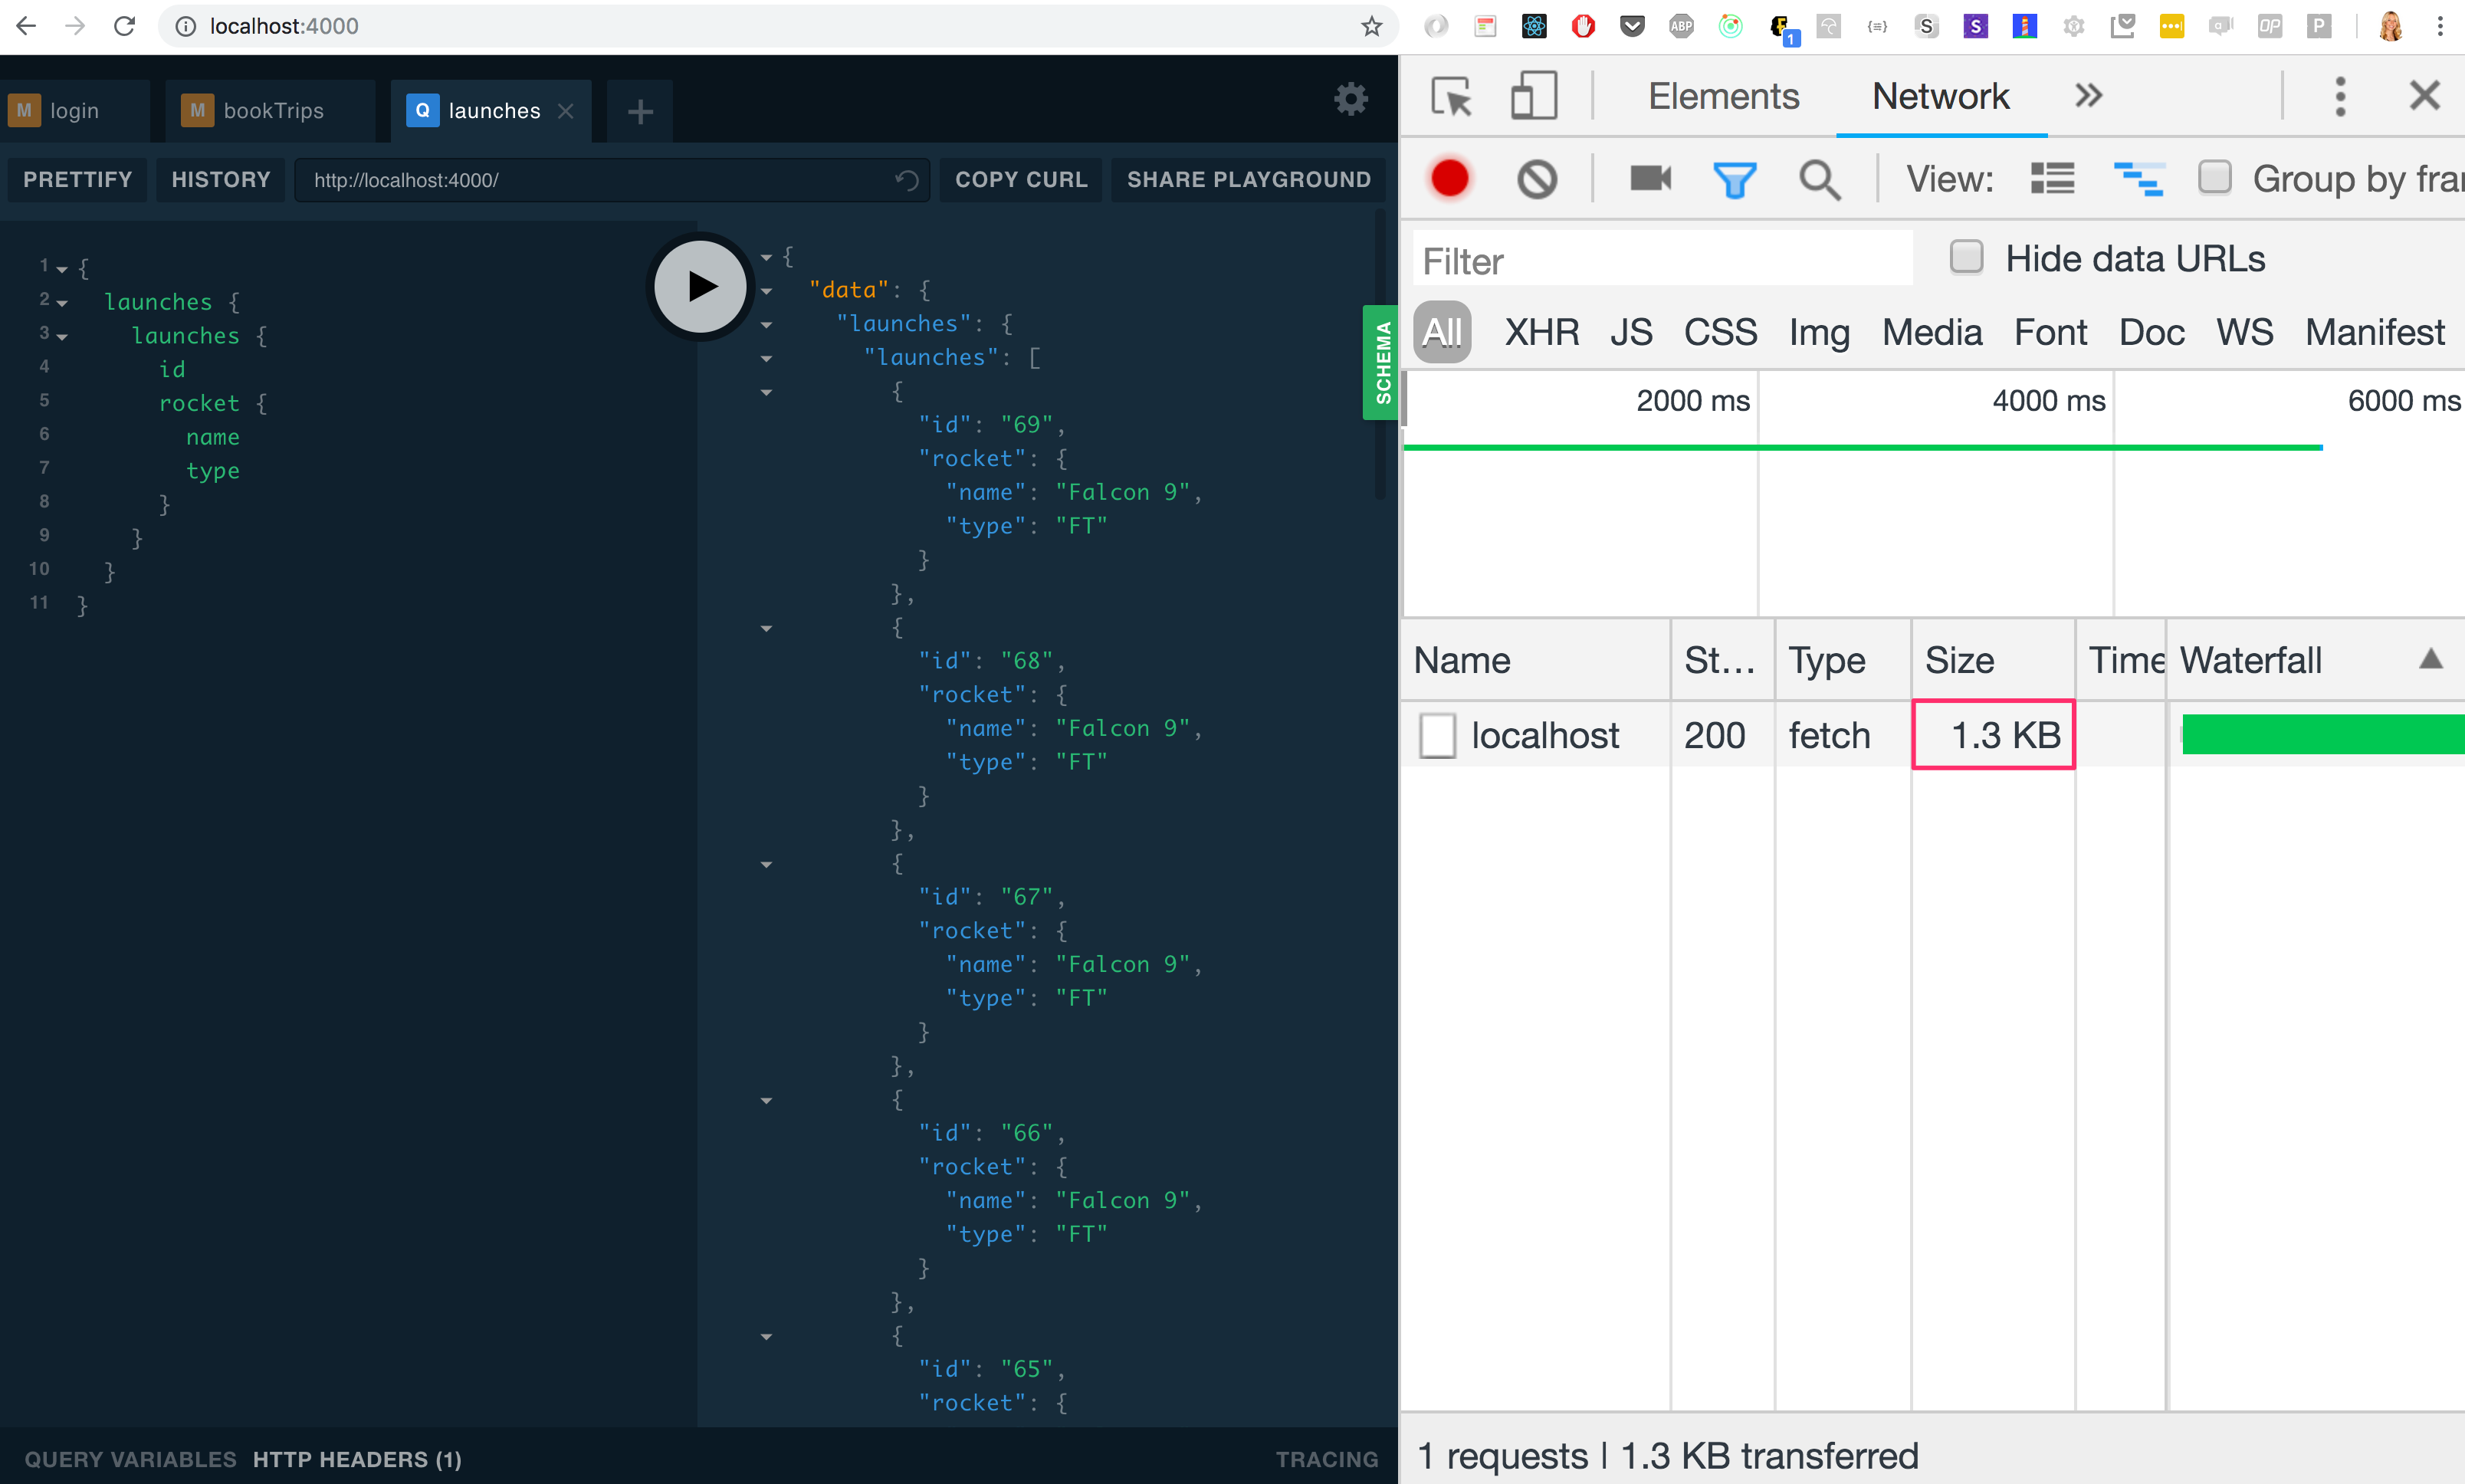 localhost:4000
ABP
1
S
S
OP
P
M login
M bookTrips
Q launches
PRETTIFY
HISTORY
http://localhost:4000/
COPY CURL
SHARE PLAYGROUND
1 {
2 launches {
3 launches {
4 id
5 rocket {
6 name
7 type
8 }
9 }
10 }
11 }
{
"data": {
"launches": {
"launches": [
{
"id": "69",
"rocket": {
"name": "Falcon 9",
"type": "FT"
}
},
{
"id": "68",
"rocket": {
"name": "Falcon 9",
"type": "FT"
}
},
{
"id": "67",
"rocket": {
"name": "Falcon 9",
"type": "FT"
}
},
{
"id": "66",
"rocket": {
"name": "Falcon 9",
"type": "FT"
}
},
{
"id": "65",
"rocket": {
SCHEMA
QUERY VARIABLES
HTTP HEADERS (1)
TRACING
Elements
Network
View:
Group by fra
Filter
Hide data URLs
All XHR JS CSS Img Media Font Doc WS Manifest
2000 ms
4000 ms
6000 ms
Name St... Type Size Time Waterfall
localhost 200 fetch 1.3 KB
1 requests | 1.3 KB transferred